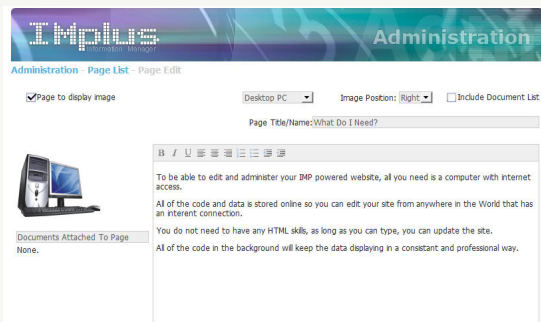 IMplus
Information Manager
Administration
Administration - Page List - Page Edit
Page to display image
Desktop PC
Image Position: Right
Include Document List
Page Title/Name: What Do I Need?
B I U
To be able to edit and administer your IMP powered website, all you need is a computer with internet
access.
All of the code and data is stored online so you can edit your site from anywhere in the World that has
an interent connection.
You do not need to have any HTML skills, as long as you can type, you can update the site.
All of the code in the background will keep the data displaying in a consistant and professional way.
Documents Attached To Page
None.